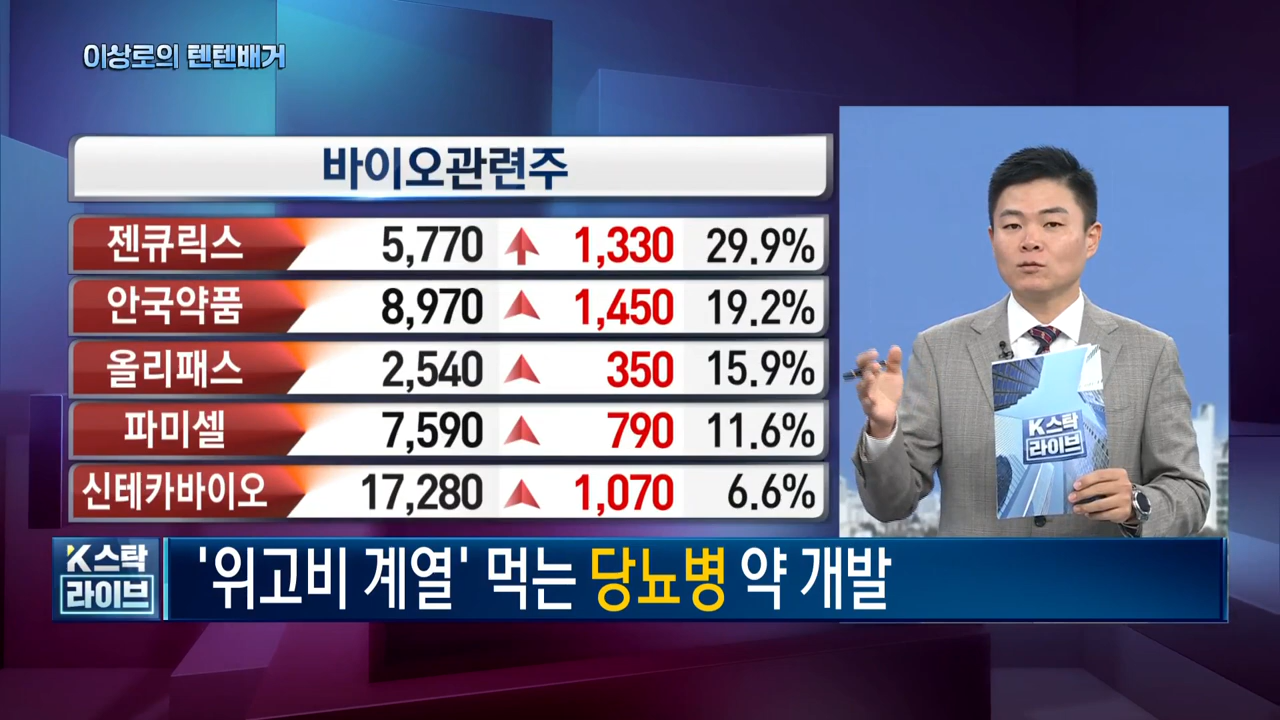 이상로의 텐텐배거
바이오관련주
젠큐릭스 5,770 1,330 29.9%
안국약품 8,970 1,450 19.2%
올리패스 2,540 350 15.9%
파미셀 7,590 790 11.6%
신테카바이오 17,280 1,070 6.6%
K스탁
라이브
K스탁
라이브
'위고비 계열' 먹는 당뇨병 약 개발